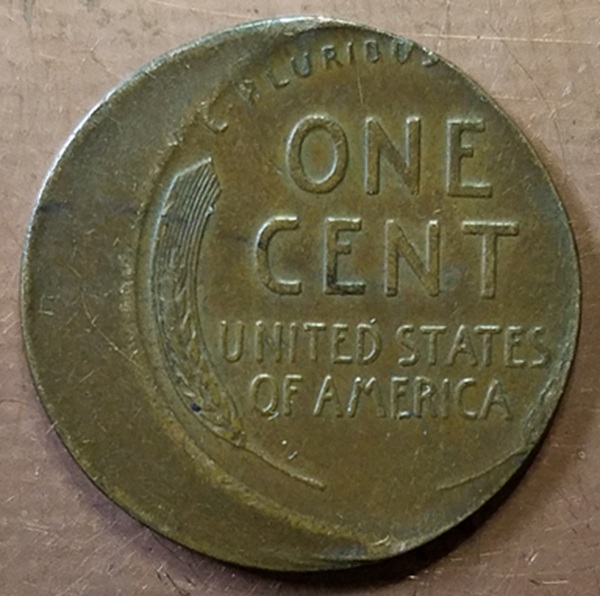 E·PLURIBUS
ONE
CENT
UNITED STATES
OF AMERICA